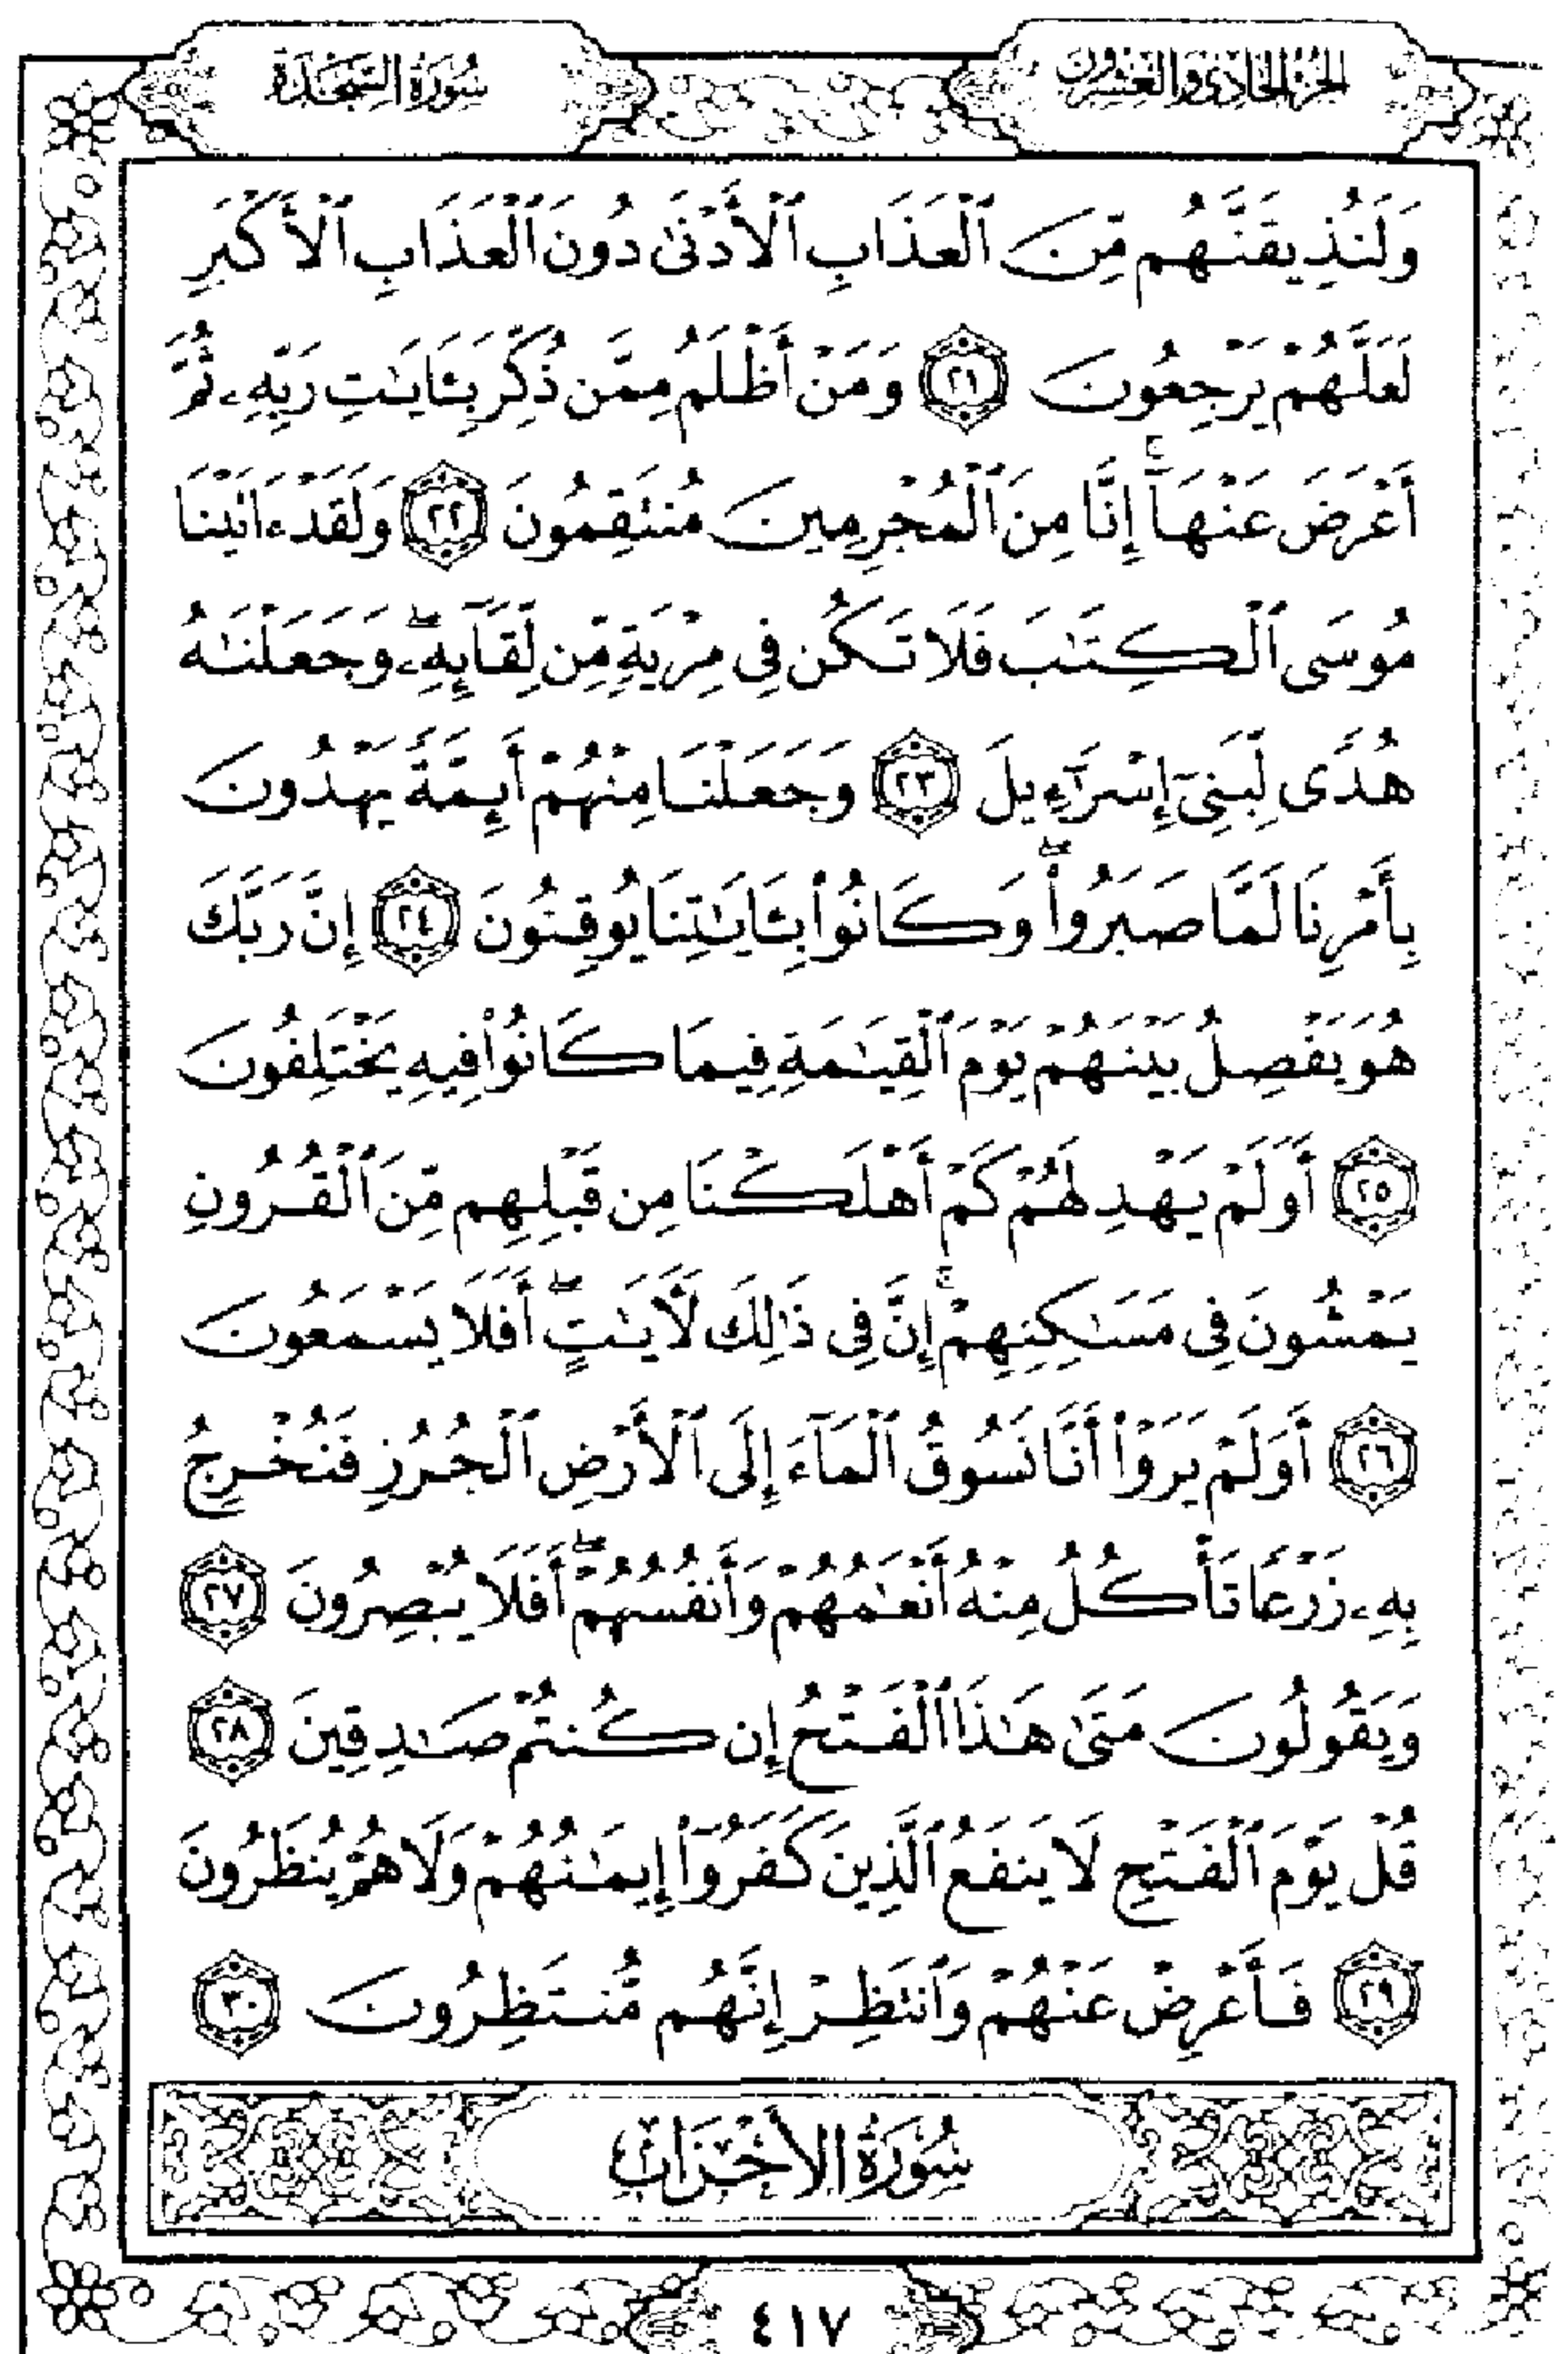 الجزء الحادي والعشرون
سورة السجدة
وَلَنُذِيقَنَّهُم مِّنَ ٱلْعَذَابِ ٱلْأَدْنَىٰ دُونَ ٱلْعَذَابِ ٱلْأَكْبَرِ
لَعَلَّهُمْ يَرْجِعُونَ ٢١ وَمَنْ أَظْلَمُ مِمَّن ذُكِّرَ بِـَٔايَـٰتِ رَبِّهِۦ ثُمَّ
أَعْرَضَ عَنْهَآ ۚ إِنَّا مِنَ ٱلْمُجْرِمِينَ مُنتَقِمُونَ ٢٢ وَلَقَدْ ءَاتَيْنَا
مُوسَى ٱلْكِتَـٰبَ فَلَا تَكُن فِى مِرْيَةٍ مِّن لِّقَآئِهِۦ ۖ وَجَعَلْنَـٰهُ
هُدًى لِّبَنِىٓ إِسْرَٰٓءِيلَ ٢٣ وَجَعَلْنَا مِنْهُمْ أَئِمَّةً يَهْدُونَ
بِأَمْرِنَا لَمَّا صَبَرُوا۟ ۖ وَكَانُوا۟ بِـَٔايَـٰتِنَا يُوقِنُونَ ٢٤ إِنَّ رَبَّكَ
هُوَ يَفْصِلُ بَيْنَهُمْ يَوْمَ ٱلْقِيَـٰمَةِ فِيمَا كَانُوا۟ فِيهِ يَخْتَلِفُونَ
٢٥ أَوَلَمْ يَهْدِ لَهُمْ كَمْ أَهْلَكْنَا مِن قَبْلِهِم مِّنَ ٱلْقُرُونِ
يَمْشُونَ فِى مَسَـٰكِنِهِمْ ۚ إِنَّ فِى ذَٰلِكَ لَـَٔايَـٰتٍ ۖ أَفَلَا يَسْمَعُونَ
٢٦ أَوَلَمْ يَرَوْا۟ أَنَّا نَسُوقُ ٱلْمَآءَ إِلَى ٱلْأَرْضِ ٱلْجُرُزِ فَنُخْرِجُ
بِهِۦ زَرْعًا تَأْكُلُ مِنْهُ أَنْعَـٰمُهُمْ وَأَنفُسُهُمْ ۖ أَفَلَا يُبْصِرُونَ ٢٧
وَيَقُولُونَ مَتَىٰ هَـٰذَا ٱلْفَتْحُ إِن كُنتُمْ صَـٰدِقِينَ ٢٨
قُلْ يَوْمَ ٱلْفَتْحِ لَا يَنفَعُ ٱلَّذِينَ كَفَرُوٓا۟ إِيمَـٰنُهُمْ وَلَا هُمْ يُنظَرُونَ
٢٩ فَأَعْرِضْ عَنْهُمْ وَٱنتَظِرْ إِنَّهُم مُّنتَظِرُونَ ٣٠
سُورَةُ الأَحْزَابِ
٤١٧